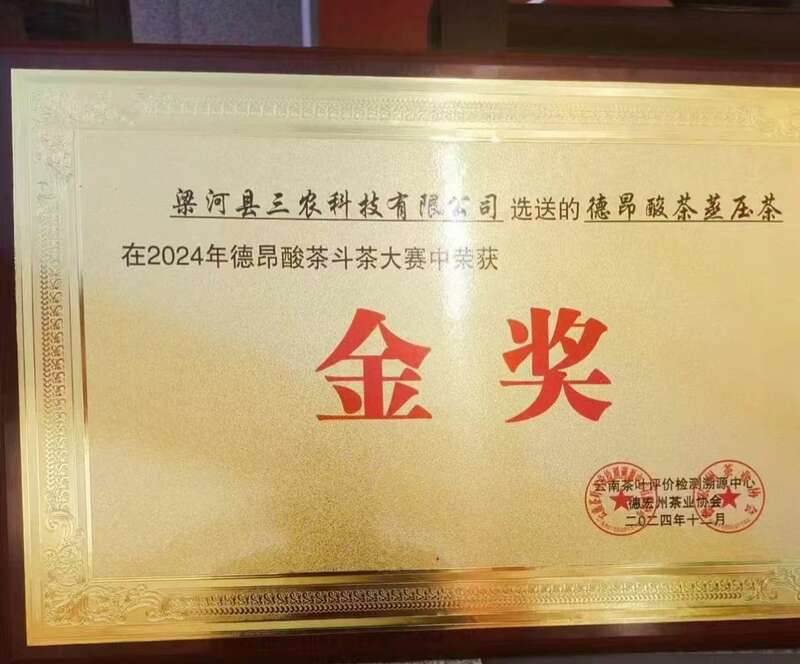 梁河县三农科技有限公司选送的德昂酸茶蒸压茶
在2024年德昂酸茶斗茶大赛中荣获
金奖
云南茶叶评价检测溯源中心
德宏州茶业协会
二〇二四年十二月